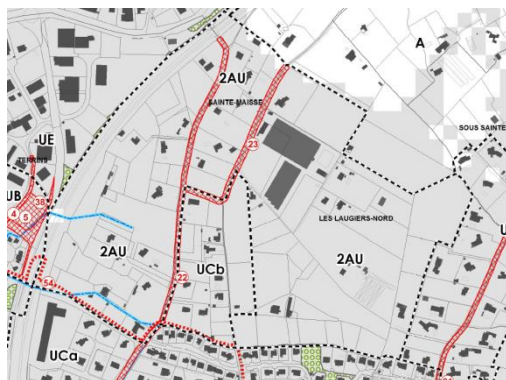 A
2AU
SAINTE-MAISSE
SOUS SAINTE
UE
TERRINS
23
UB
38
4
5
LES LAUGIERS-NORD
2AU
UCb
2AU
22
54
UCa